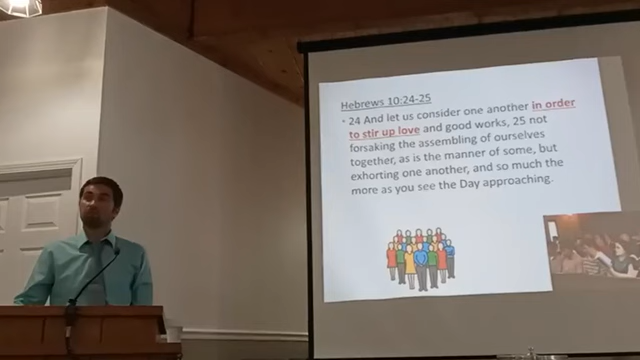 Hebrews 10:24-25
• 24 And let us consider one another in order
to stir up love and good works, 25 not
forsaking the assembling of ourselves
together, as is the manner of some, but
exhorting one another, and so much the
more as you see the Day approaching.